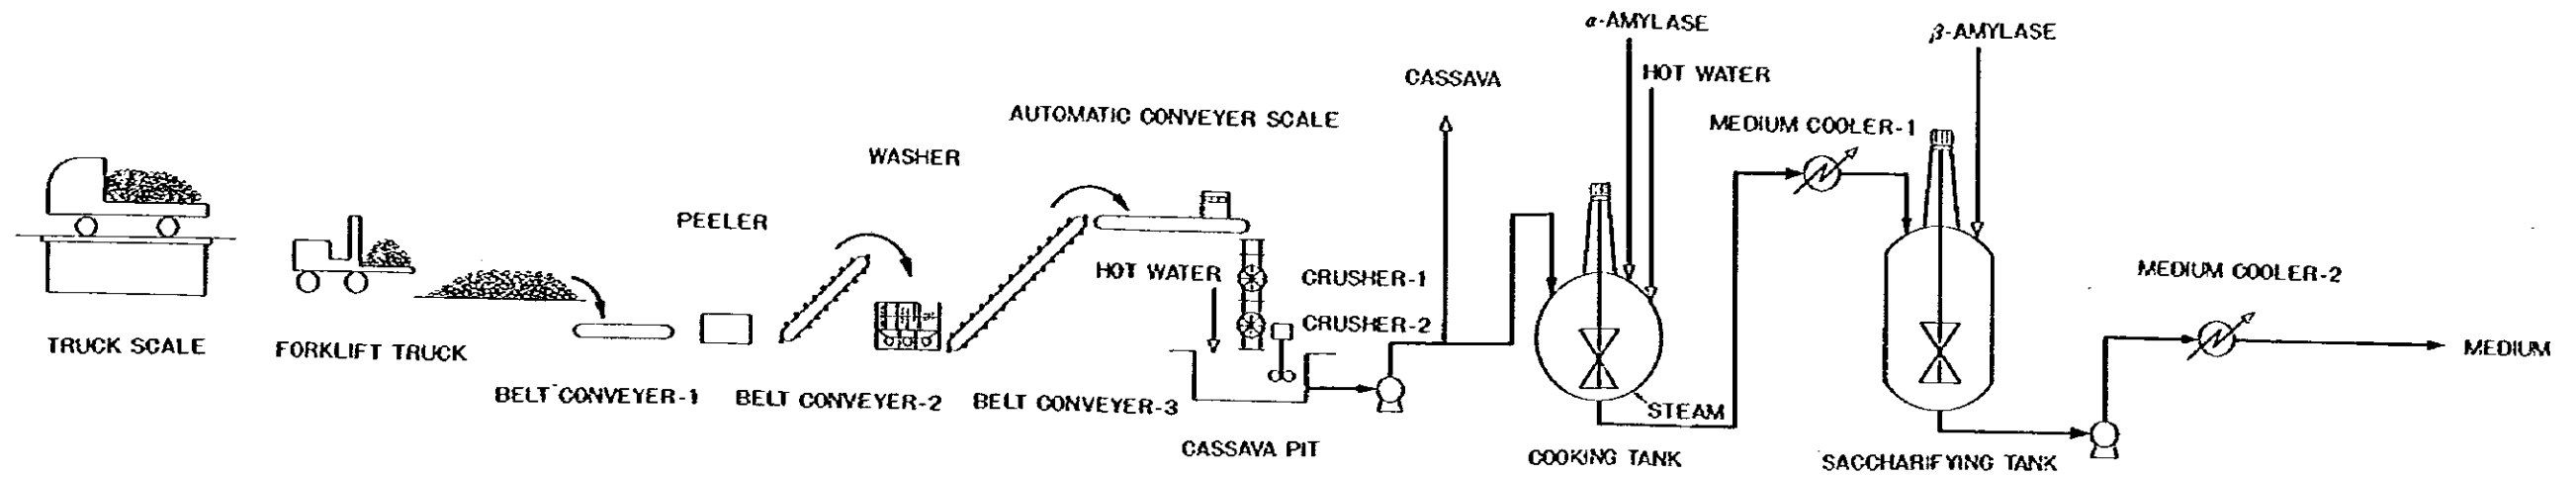 α-AMYLASE
β-AMYLASE
CASSAVA
HOT WATER
AUTOMATIC CONVEYER SCALE
MEDIUM COOLER-1
WASHER
PEELER
HOT WATER
CRUSHER-1
MEDIUM COOLER-2
CRUSHER-2
TRUCK SCALE
FORKLIFT TRUCK
MEDIUM
BELT CONVEYER-1
BELT CONVEYER-2
BELT CONVEYER-3
STEAM
CASSAVA PIT
COOKING TANK
SACCHARIFYING TANK